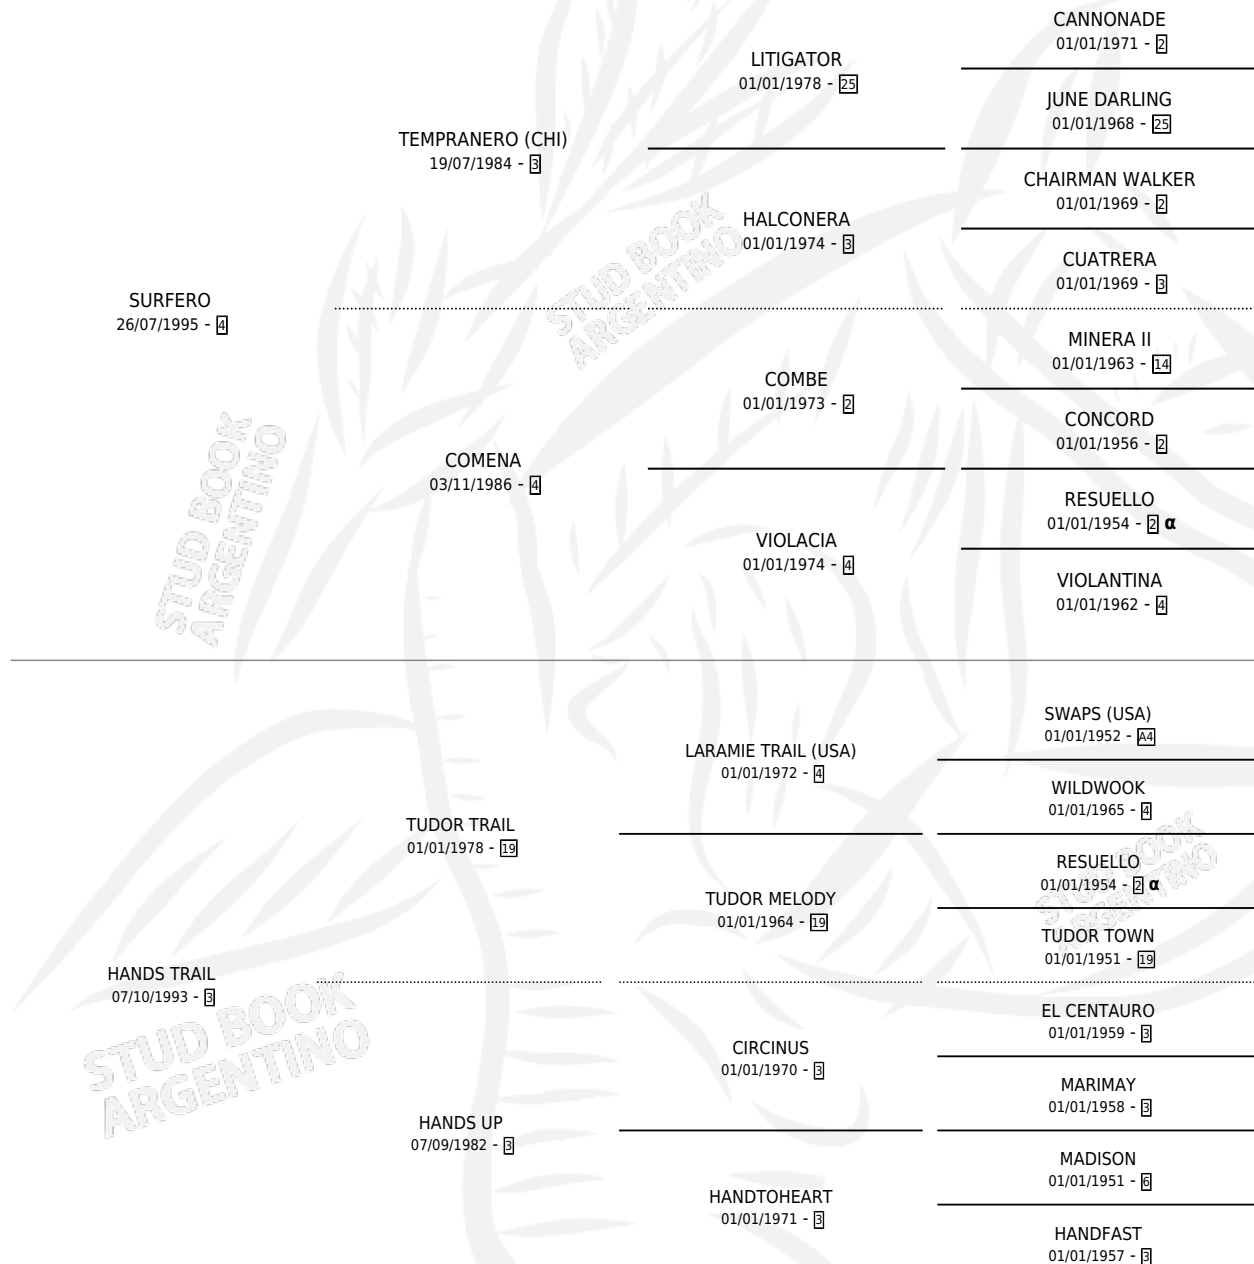 CANNONADE
01/01/1971 - 2
LITIGATOR
01/01/1978 - 25
JUNE DARLING
01/01/1968 - 25
TEMPRANERO (CHI)
19/07/1984 - 3
CHAIRMAN WALKER
01/01/1969 - 2
HALCONERA
01/01/1974 - 3
CUATRERA
01/01/1969 - 3
SURFERO
26/07/1995 - 4
MINERA II
01/01/1963 - 14
COMBE
01/01/1973 - 2
CONCORD
01/01/1956 - 2
COMENA
03/11/1986 - 4
RESUELLO
01/01/1954 - 2 α
VIOLACIA
01/01/1974 - 4
VIOLANTINA
01/01/1962 - 4
SWAPS (USA)
01/01/1952 - A4
LARAMIE TRAIL (USA)
01/01/1972 - 4
WILDWOOK
01/01/1965 - 4
TUDOR TRAIL
01/01/1978 - 19
RESUELLO
01/01/1954 - 2 α
TUDOR MELODY
01/01/1964 - 19
TUDOR TOWN
01/01/1951 - 19
HANDS TRAIL
07/10/1993 - 3
EL CENTAURO
01/01/1959 - 3
CIRCINUS
01/01/1970 - 3
MARIMAY
01/01/1958 - 3
HANDS UP
07/09/1982 - 3
MADISON
01/01/1951 - 6
HANDTOHEART
01/01/1971 - 3
HANDFAST
01/01/1957 - 3
STUD BOOK
ARGENTINO
STUD BOOK
ARGENTINO
STUD BOOK
ARGENTINO
STUD BOOK
ARGENTINO